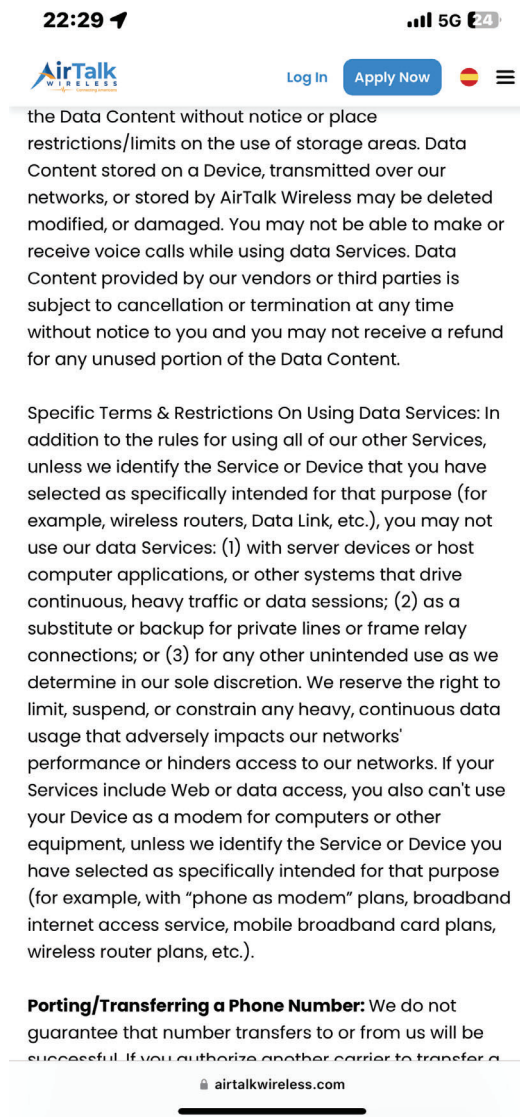 22:29
5G 24
AirTalk
WIRELESS
Log In
Apply Now
the Data Content without notice or place
restrictions/limits on the use of storage areas. Data
Content stored on a Device, transmitted over our
networks, or stored by AirTalk Wireless may be deleted
modified, or damaged. You may not be able to make or
receive voice calls while using data Services. Data
Content provided by our vendors or third parties is
subject to cancellation or termination at any time
without notice to you and you may not receive a refund
for any unused portion of the Data Content.
Specific Terms & Restrictions On Using Data Services: In
addition to the rules for using all of our other Services,
unless we identify the Service or Device that you have
selected as specifically intended for that purpose (for
example, wireless routers, Data Link, etc.), you may not
use our data Services: (1) with server devices or host
computer applications, or other systems that drive
continuous, heavy traffic or data sessions; (2) as a
substitute or backup for private lines or frame relay
connections; or (3) for any other unintended use as we
determine in our sole discretion. We reserve the right to
limit, suspend, or constrain any heavy, continuous data
usage that adversely impacts our networks'
performance or hinders access to our networks. If your
Services include Web or data access, you also can't use
your Device as a modem for computers or other
equipment, unless we identify the Service or Device you
have selected as specifically intended for that purpose
(for example, with “phone as modem” plans, broadband
internet access service, mobile broadband card plans,
wireless router plans, etc.).
Porting/Transferring a Phone Number: We do not
guarantee that number transfers to or from us will be
successful. If you authorize another carrier to transfer a
airtalkwireless.com